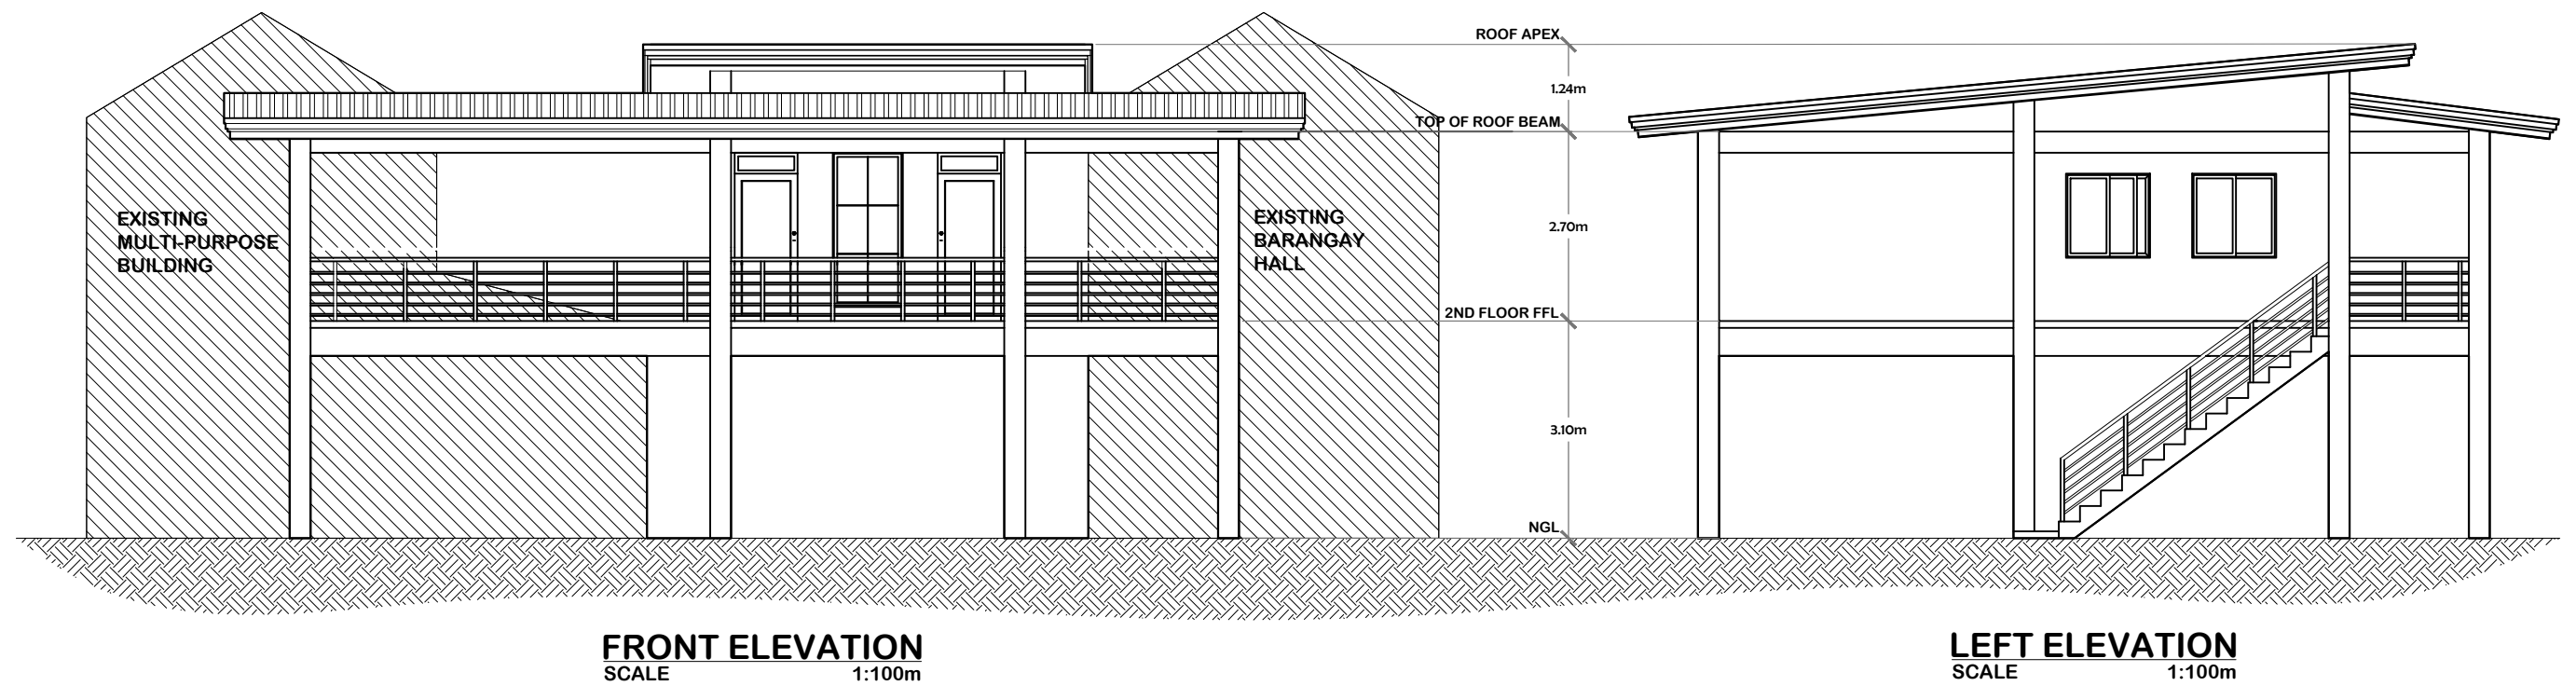 ROOF APEX
1.24m
TOP OF ROOF BEAM
EXISTING
MULTI-PURPOSE
BUILDING
EXISTING
BARANGAY
HALL
2.70m
2ND FLOOR FFL
3.10m
NGL
FRONT ELEVATION
SCALE 1:100m
LEFT ELEVATION
SCALE 1:100m